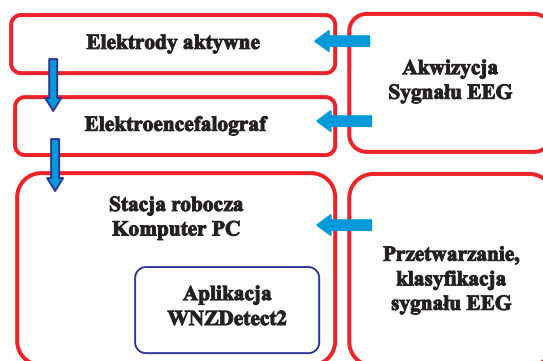 Elektrody aktywne
Akwizycja
Sygnału EEG
Elektroencefalograf
Stacja robocza
Komputer PC
Przetwarzanie,
klasyfikacja
sygnału EEG
Aplikacja
WNZDetect2